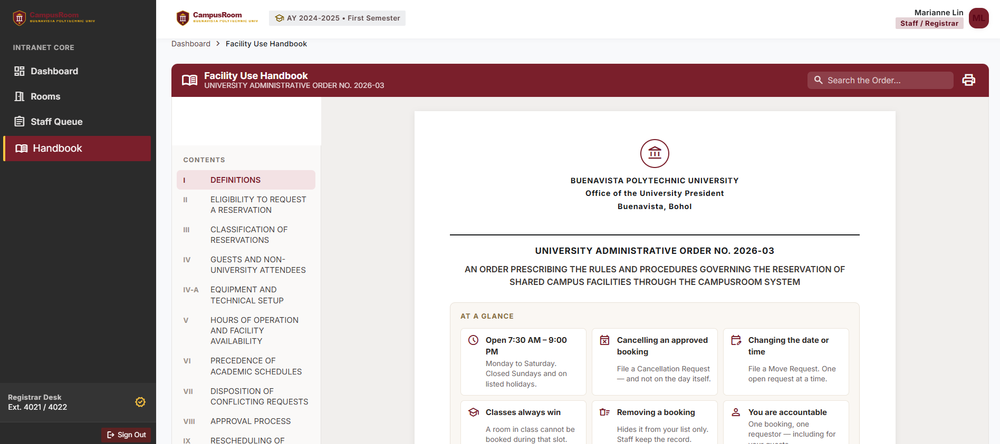 CampusRoom
BUENAVISTA POLYTECHNIC UNIV
INTRANET CORE
Dashboard
Rooms
Staff Queue
Handbook
Registrar Desk
Ext. 4021 / 4022
Sign Out
CampusRoom
BUENAVISTA POLYTECHNIC UNIV
AY 2024-2025 • First Semester
Marianne Lin
Staff / Registrar
ML
Dashboard > Facility Use Handbook
Facility Use Handbook
UNIVERSITY ADMINISTRATIVE ORDER NO. 2026-03
Search the Order...
CONTENTS
I DEFINITIONS
II ELIGIBILITY TO REQUEST
A RESERVATION
III CLASSIFICATION OF
RESERVATIONS
IV GUESTS AND NON-
UNIVERSITY ATTENDEES
IV-A EQUIPMENT AND
TECHNICAL SETUP
V HOURS OF OPERATION
AND FACILITY
AVAILABILITY
VI PRECEDENCE OF
ACADEMIC SCHEDULES
VII DISPOSITION OF
CONFLICTING REQUESTS
VIII APPROVAL PROCESS
IX RESCHEDULING OF
BUENAVISTA POLYTECHNIC UNIVERSITY
Office of the University President
Buenavista, Bohol
UNIVERSITY ADMINISTRATIVE ORDER NO. 2026-03
AN ORDER PRESCRIBING THE RULES AND PROCEDURES GOVERNING THE RESERVATION OF
SHARED CAMPUS FACILITIES THROUGH THE CAMPUSROOM SYSTEM
AT A GLANCE
Open 7:30 AM – 9:00
PM
Monday to Saturday.
Closed Sundays and on
listed holidays.
Cancelling an approved
booking
File a Cancellation Request
— and not on the day itself.
Changing the date or
time
File a Move Request. One
open request at a time.
Classes always win
A room in class cannot be
booked during that slot.
Removing a booking
Hides it from your list only.
Staff keep the record.
You are accountable
One booking, one
requestor — including for
your guests.